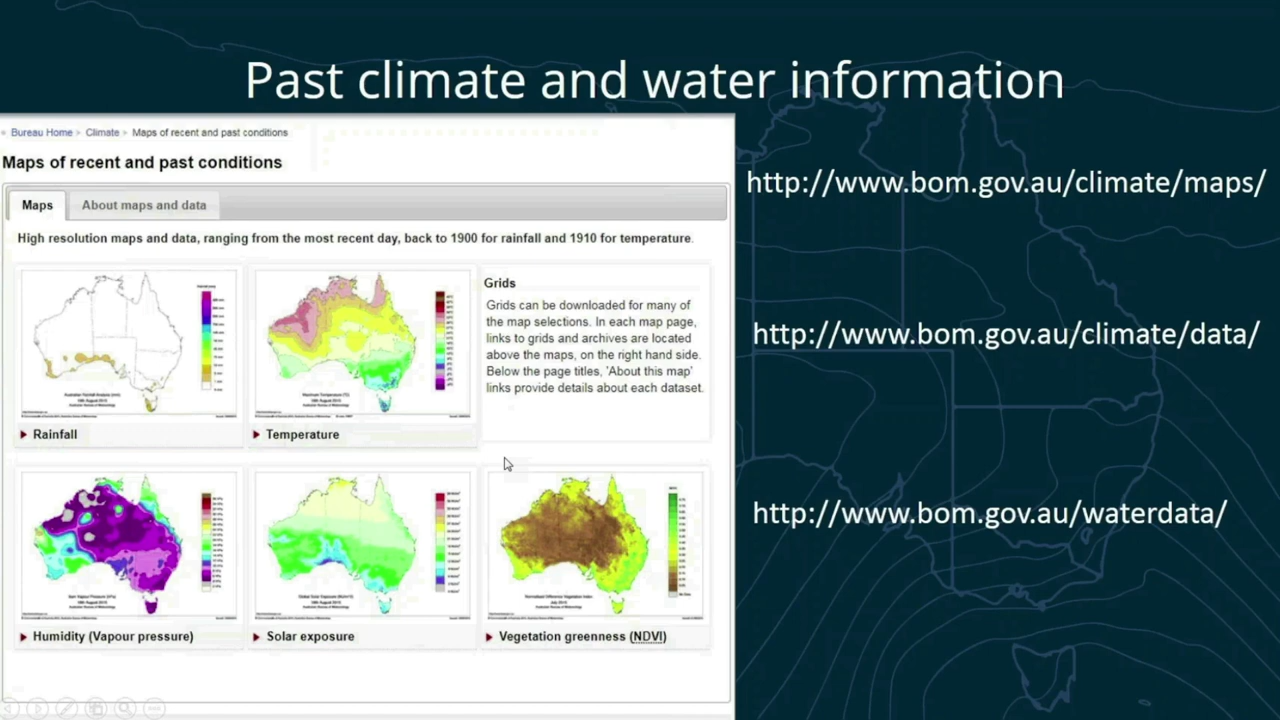 Past climate and water information
Bureau Home > Climate > Maps of recent and past conditions
Maps of recent and past conditions
Maps
About maps and data
High resolution maps and data, ranging from the most recent day, back to 1900 for rainfall and 1910 for temperature.
Rainfall
Temperature
Grids
Grids can be downloaded for many of
the map selections. In each map page,
links to grids and archives are located
above the maps, on the right hand side.
Below the page titles, 'About this map'
links provide details about each dataset.
Humidity (Vapour pressure)
Solar exposure
Vegetation greenness (NDVI)
http://www.bom.gov.au/climate/maps/
http://www.bom.gov.au/climate/data/
http://www.bom.gov.au/waterdata/